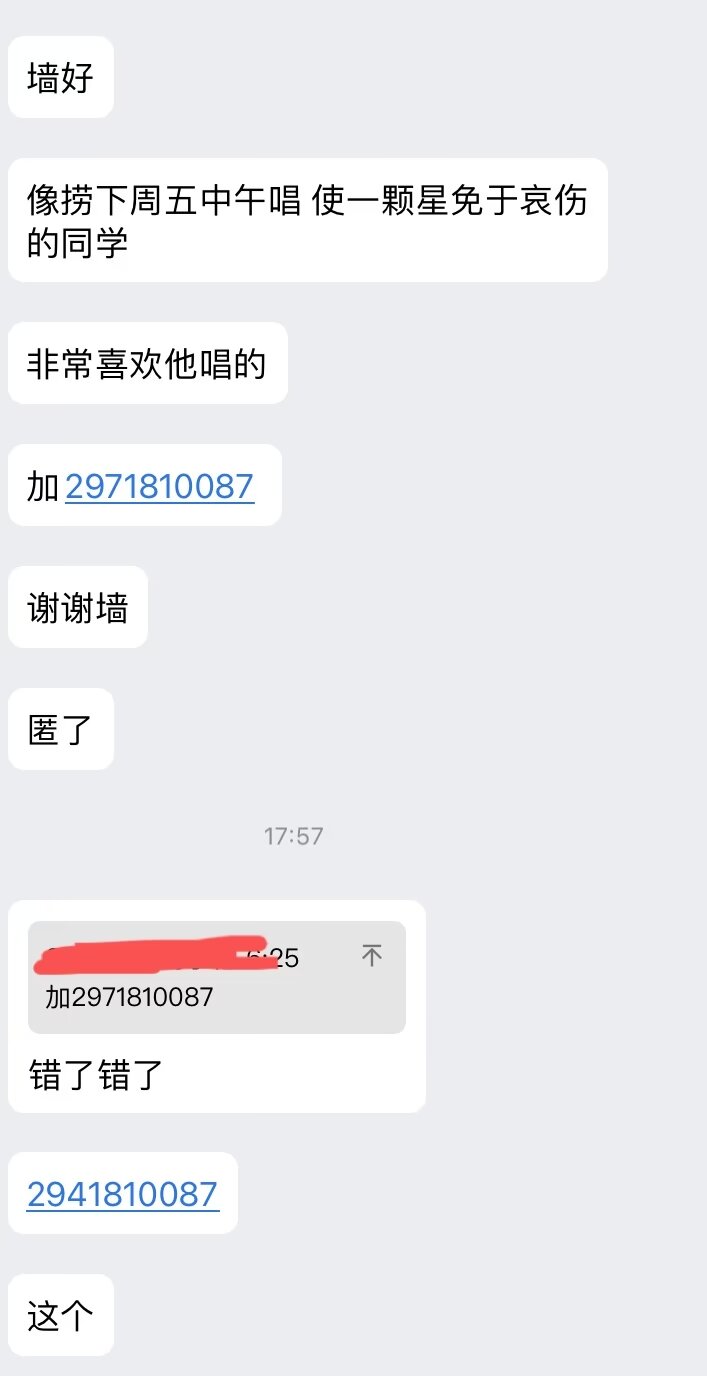 墙好
像捞下周五中午唱 使一颗星免于哀伤
的同学
非常喜欢他唱的
加2971810087
谢谢墙
匿了
17:57
6:25
加2971810087
错了错了
2941810087
这个